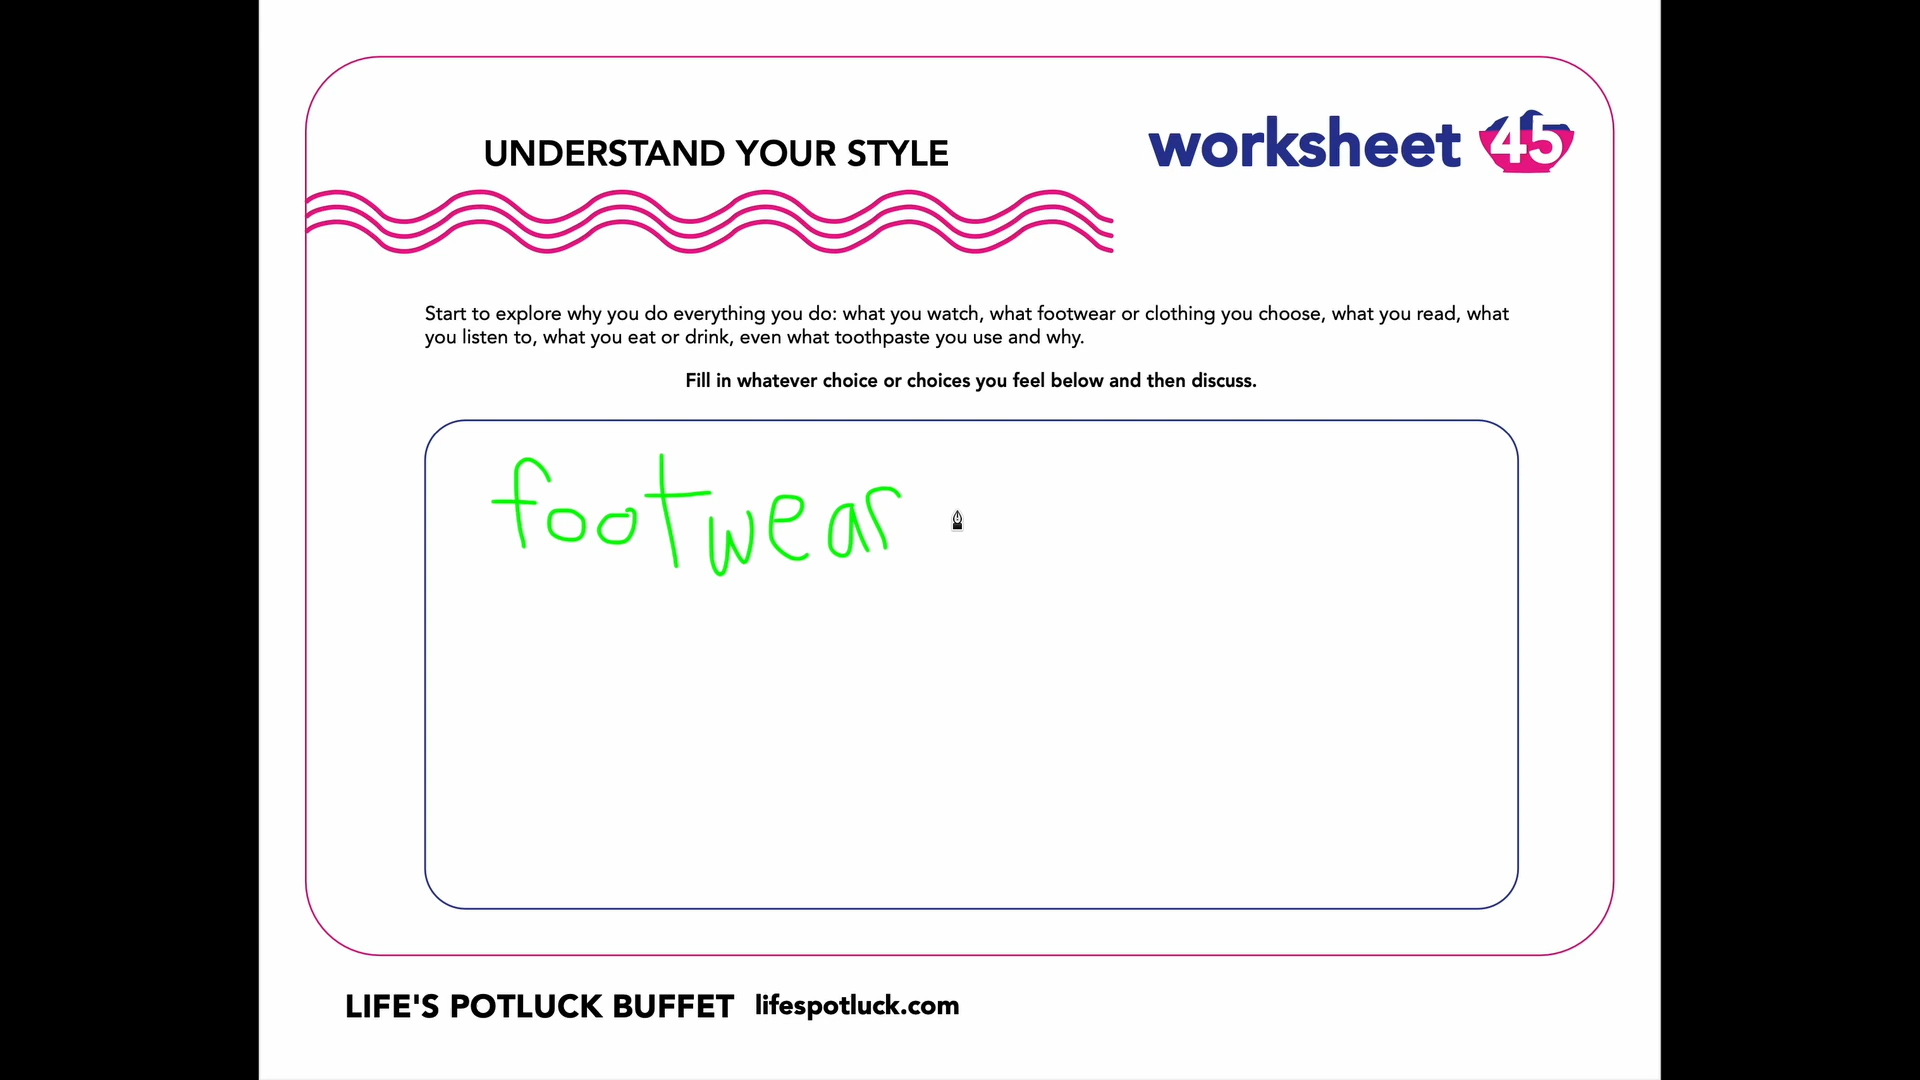 UNDERSTAND YOUR STYLE
worksheet 45
Start to explore why you do everything you do: what you watch, what footwear or clothing you choose, what you read, what
you listen to, what you eat or drink, even what toothpaste you use and why.
Fill in whatever choice or choices you feel below and then discuss.
footwear
LIFE'S POTLUCK BUFFET lifespotluck.com